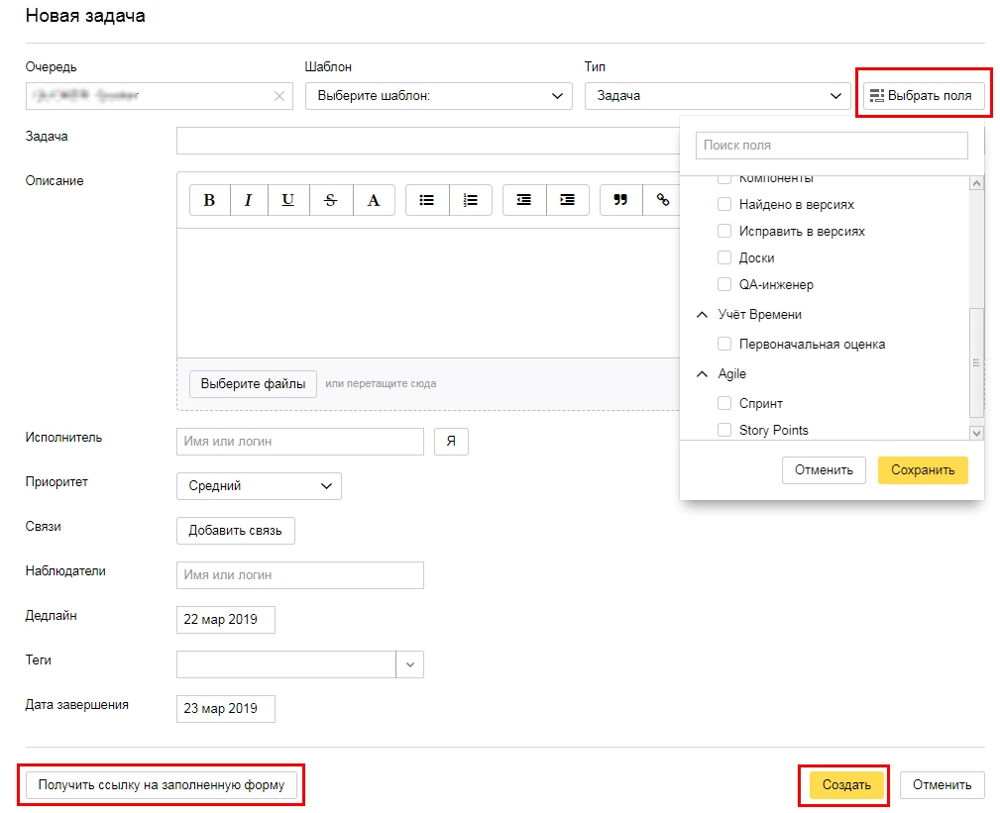 Новая задача
Очередь
Шаблон
Тип
Выберите шаблон:
Задача
Выбрать поля
Задача
Поиск поля
Описание
B I U S A
Компоненты
Найдено в версиях
Исправить в версиях
Доски
QA-инженер
Учёт Времени
Первоначальная оценка
Agile
Спринт
Story Points
Отменить
Сохранить
Выберите файлы или перетащите сюда
Исполнитель
Имя или логин
Я
Приоритет
Средний
Связи
Добавить связь
Наблюдатели
Имя или логин
Дедлайн
22 мар 2019
Теги
Дата завершения
23 мар 2019
Получить ссылку на заполненную форму
Создать
Отменить